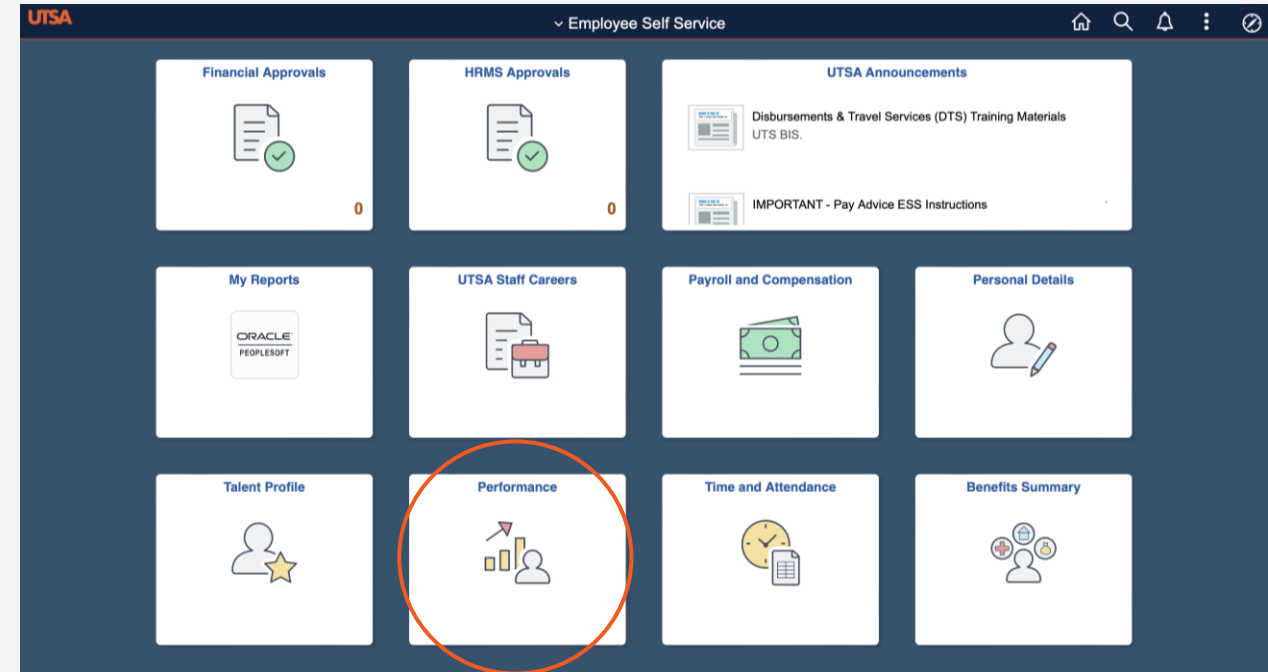 UTSA
Employee Self Service
Financial Approvals
HRMS Approvals
UTSA Announcements
Disbursements & Travel Services (DTS) Training Materials
UTS BIS.
0
0
IMPORTANT - Pay Advice ESS Instructions
My Reports
UTSA Staff Careers
Payroll and Compensation
Personal Details
ORACLE
PEOPLESOFT
Talent Profile
Performance
Time and Attendance
Benefits Summary